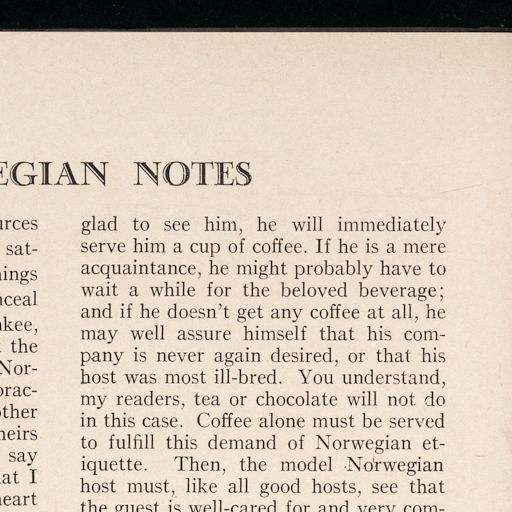 EGIAN NOTES
urces
sat-
ings
nceal
nkee,
the
Nor-
prac-
other
heirs
say
at I
heart
glad to see him, he will immediately
serve him a cup of coffee. If he is a mere
acquaintance, he might probably have to
wait a while for the beloved beverage;
and if he doesn't get any coffee at all, he
may well assure himself that his com-
pany is never again desired, or that his
host was most ill-bred. You understand,
my readers, tea or chocolate will not do
in this case. Coffee alone must be served
to fulfill this demand of Norwegian et-
iquette. Then, the model Norwegian
host must, like all good hosts, see that
the guest is well-cared for and very com-